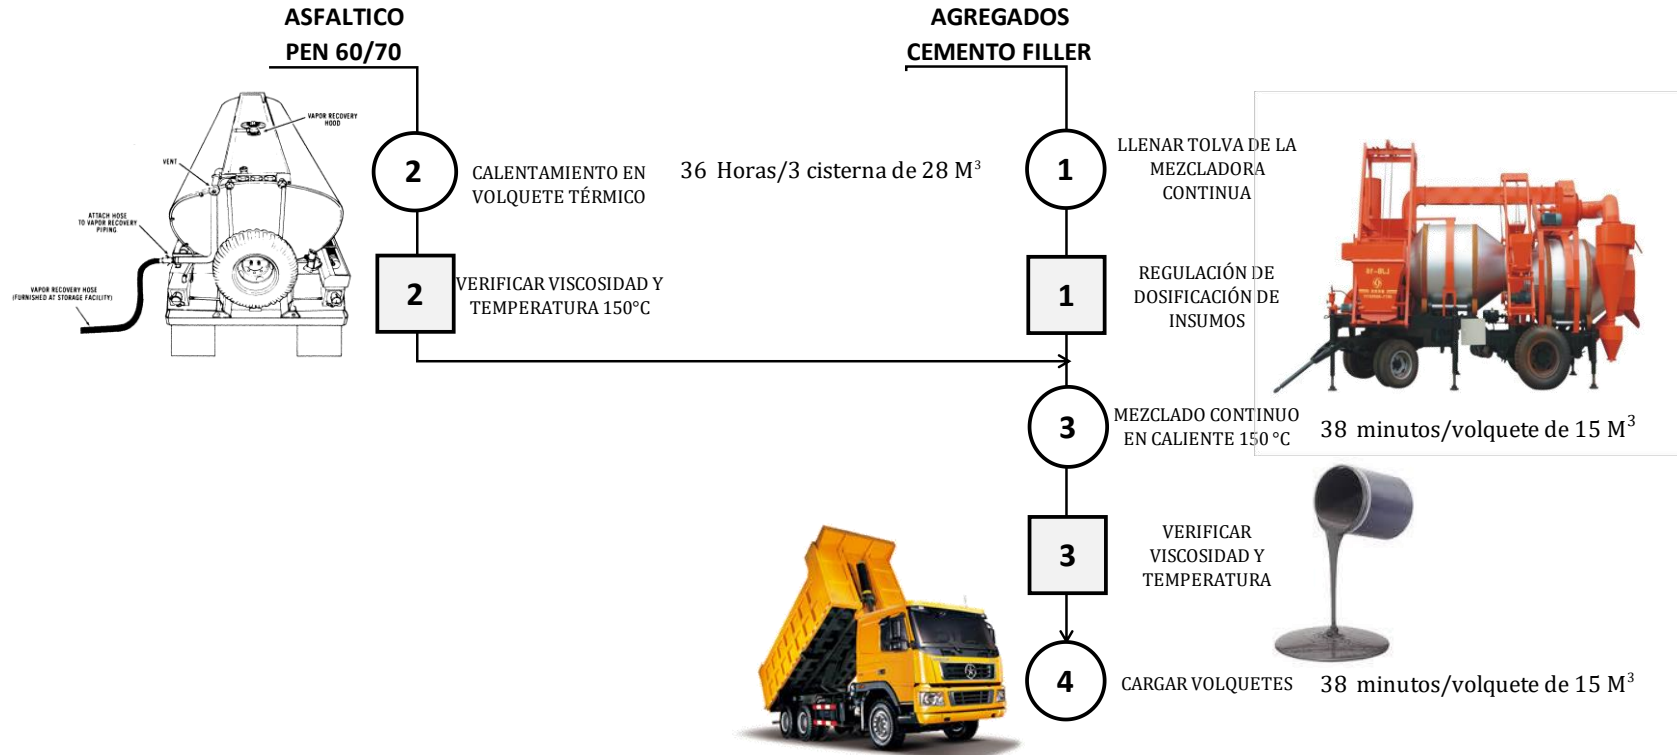 ASFALTICO
PEN 60/70
AGREGADOS
CEMENTO FILLER
VAPOR RECOVERY
HOOD
VENT
ATTACH HOSE
TO VAPOR RECOVERY
PIPING
VAPOR RECOVERY HOSE
(FURNISHED AT STORAGE FACILITY)
2
CALENTAMIENTO EN
VOLQUETE TÉRMICO
36 Horas/3 cisterna de 28 M³
1
LLENAR TOLVA DE LA
MEZCLADORA
CONTINUA
2
VERIFICAR VISCOSIDAD Y
TEMPERATURA 150°C
1
REGULACIÓN DE
DOSIFICACIÓN DE
INSUMOS
3
MEZCLADO CONTINUO
EN CALIENTE 150 °C
38 minutos/volquete de 15 M³
3
VERIFICAR
VISCOSIDAD Y
TEMPERATURA
4
CARGAR VOLQUETES
38 minutos/volquete de 15 M³